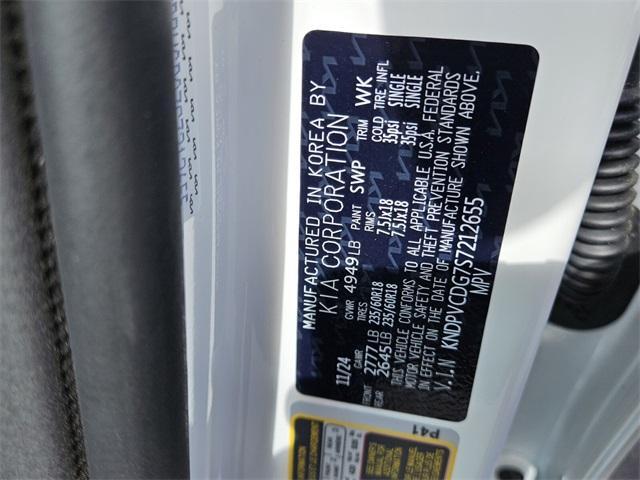 MANUFACTURED IN KOREA BY
KIA CORPORATION
11/24 GVWR 4949LB PAINT SWP TRIM WK
GAWR TIRES RIMS COLD TIRE INFL
FRONT 2777LB 235/60R18 7.5Jx18 35psi SINGLE
REAR 2645LB 235/60R18 7.5Jx18 35psi SINGLE
THIS VEHICLE CONFORMS TO ALL APPLICABLE U.S.A. FEDERAL
MOTOR VEHICLE SAFETY AND THEFT PREVENTION STANDARDS
IN EFFECT ON THE DATE OF MANUFACTURE SHOWN ABOVE.
V.I.N KNDPVCDG7S7212655
MPV
P41